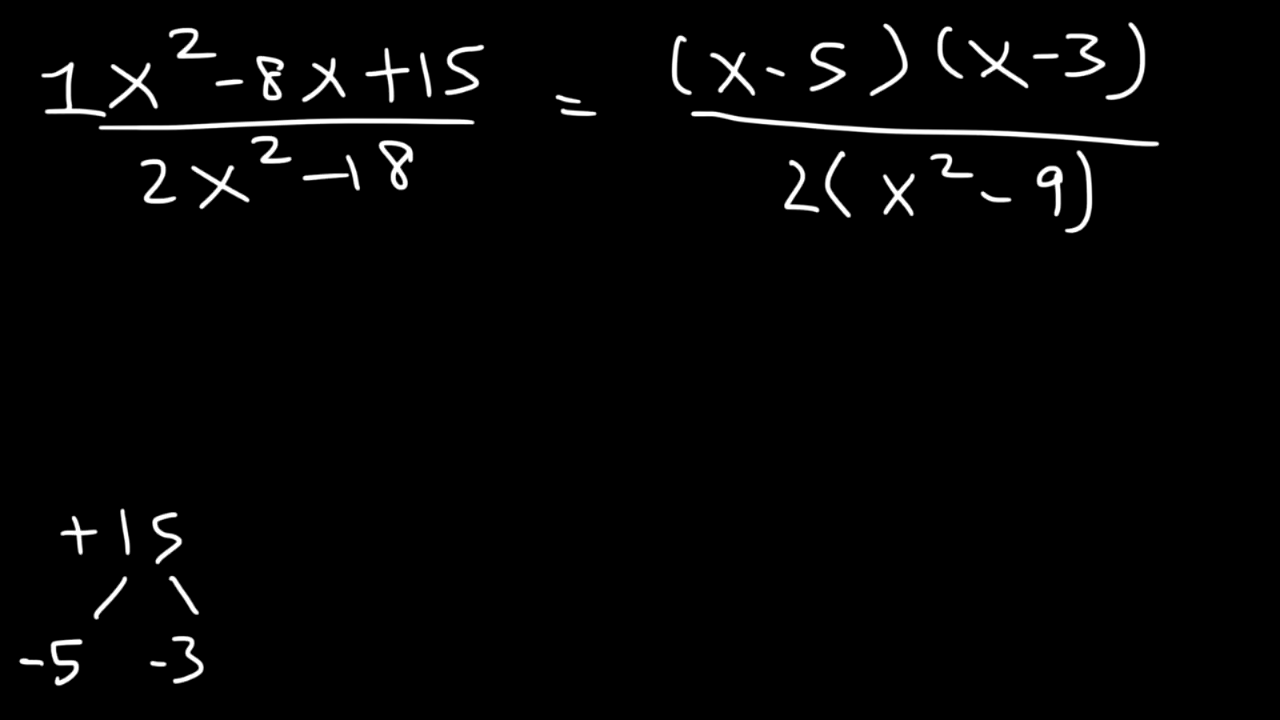 1x² - 8x + 15 / 2x² - 18 = (x - 5)(x - 3) / 2(x² - 9)
+15
-5 -3